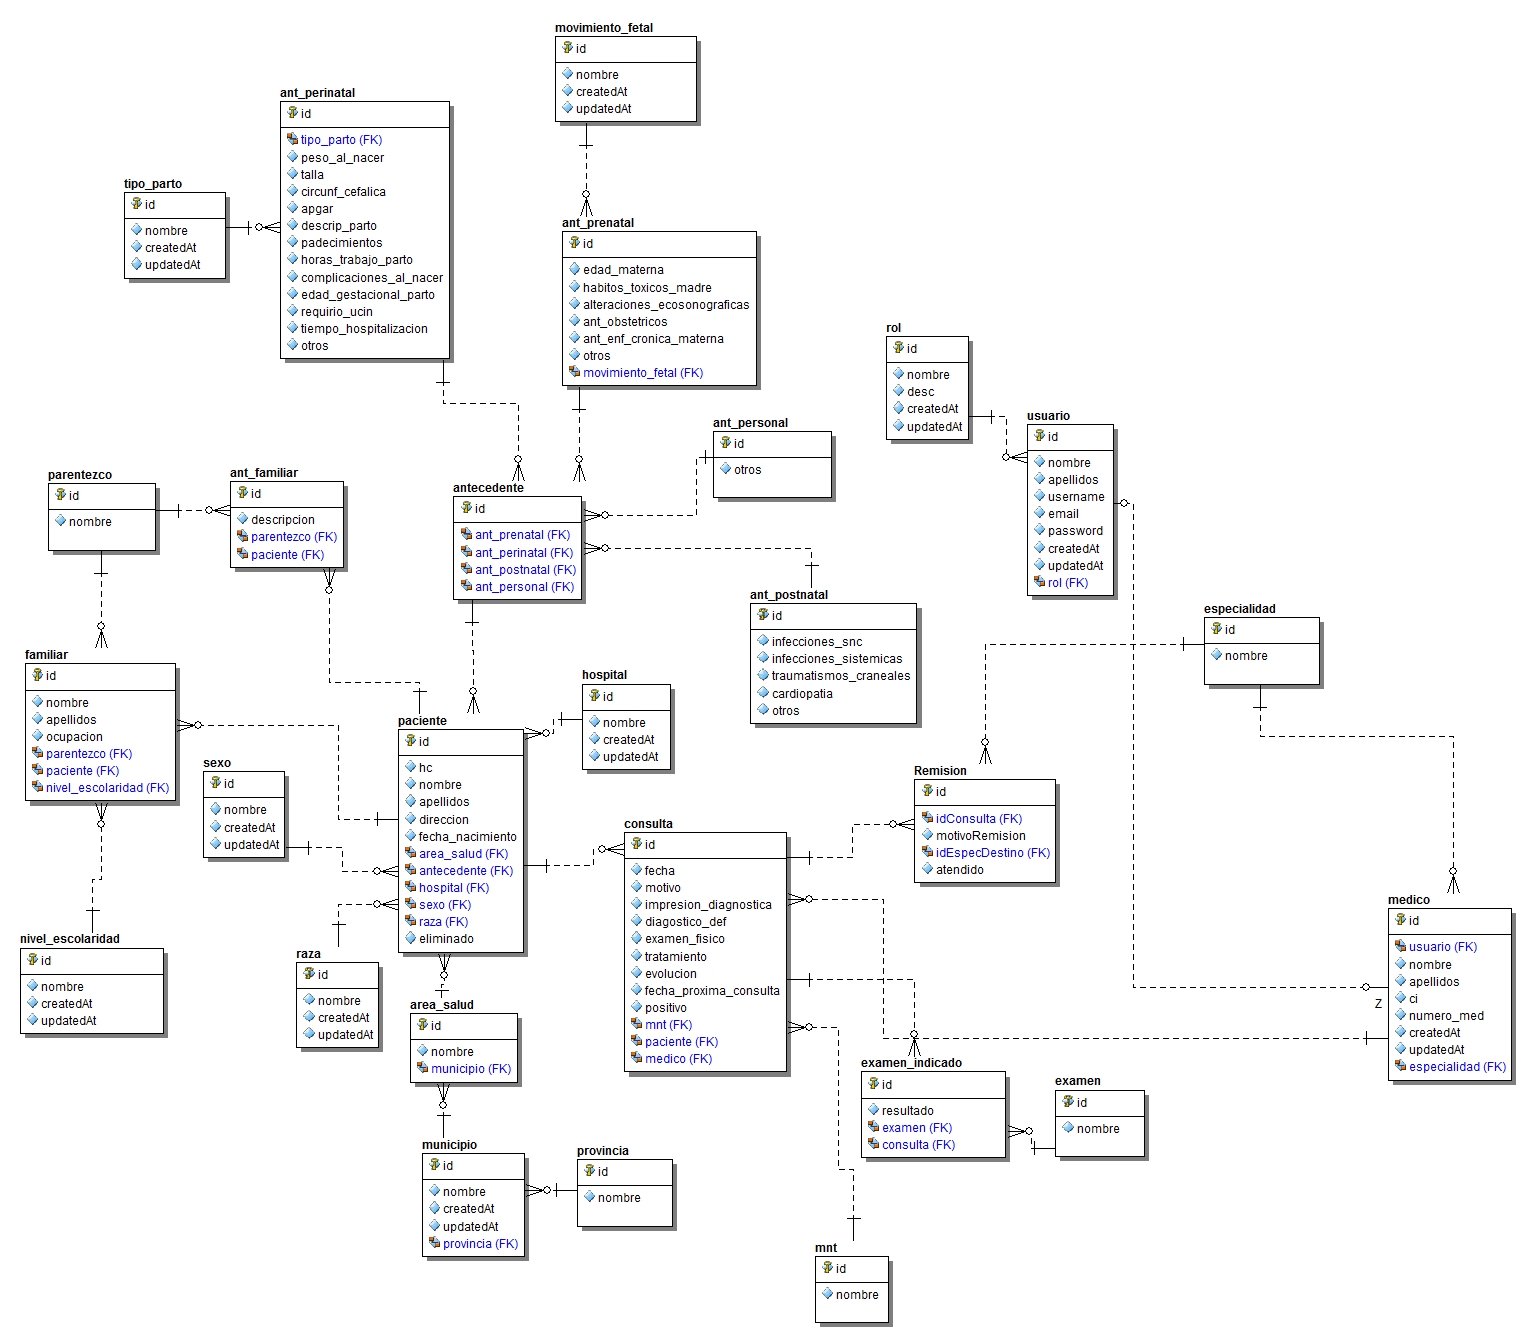 movimiento_fetal
id
nombre
createdAt
updatedAt
ant_perinatal
id
tipo_parto (FK)
peso_al_nacer
talla
circunf_cefalica
apgar
descrip_parto
padecimientos
horas_trabajo_parto
complicaciones_al_nacer
edad_gestacional_parto
requirio_ucin
tiempo_hospitalizacion
otros
tipo_parto
id
nombre
createdAt
updatedAt
ant_prenatal
id
edad_materna
habitos_toxicos_madre
alteraciones_ecosonograficas
ant_obstetricos
ant_enf_cronica_materna
otros
movimiento_fetal (FK)
rol
id
nombre
desc
createdAt
updatedAt
usuario
id
nombre
apellidos
username
email
password
createdAt
updatedAt
rol (FK)
ant_personal
id
otros
parentezco
id
nombre
ant_familiar
id
descripcion
parentezco (FK)
paciente (FK)
antecedente
id
ant_prenatal (FK)
ant_perinatal (FK)
ant_postnatal (FK)
ant_personal (FK)
ant_postnatal
id
infecciones_snc
infecciones_sistemicas
traumatismos_craneales
cardiopatia
otros
especialidad
id
nombre
familiar
id
nombre
apellidos
ocupacion
parentezco (FK)
paciente (FK)
nivel_escolaridad (FK)
hospital
id
nombre
createdAt
updatedAt
paciente
id
hc
nombre
apellidos
direccion
fecha_nacimiento
area_salud (FK)
antecedente (FK)
hospital (FK)
sexo (FK)
raza (FK)
eliminado
sexo
id
nombre
createdAt
updatedAt
Remision
id
idConsulta (FK)
motivoRemision
idEspecDestino (FK)
atendido
consulta
id
fecha
motivo
impresion_diagnostica
diagostico_def
examen_fisico
tratamiento
evolucion
fecha_proxima_consulta
positivo
mnt (FK)
paciente (FK)
medico (FK)
medico
id
usuario (FK)
nombre
apellidos
ci
numero_med
createdAt
updatedAt
especialidad (FK)
Z
nivel_escolaridad
id
nombre
createdAt
updatedAt
raza
id
nombre
createdAt
updatedAt
area_salud
id
nombre
municipio (FK)
examen_indicado
id
resultado
examen (FK)
consulta (FK)
examen
id
nombre
municipio
id
nombre
createdAt
updatedAt
provincia (FK)
provincia
id
nombre
mnt
id
nombre